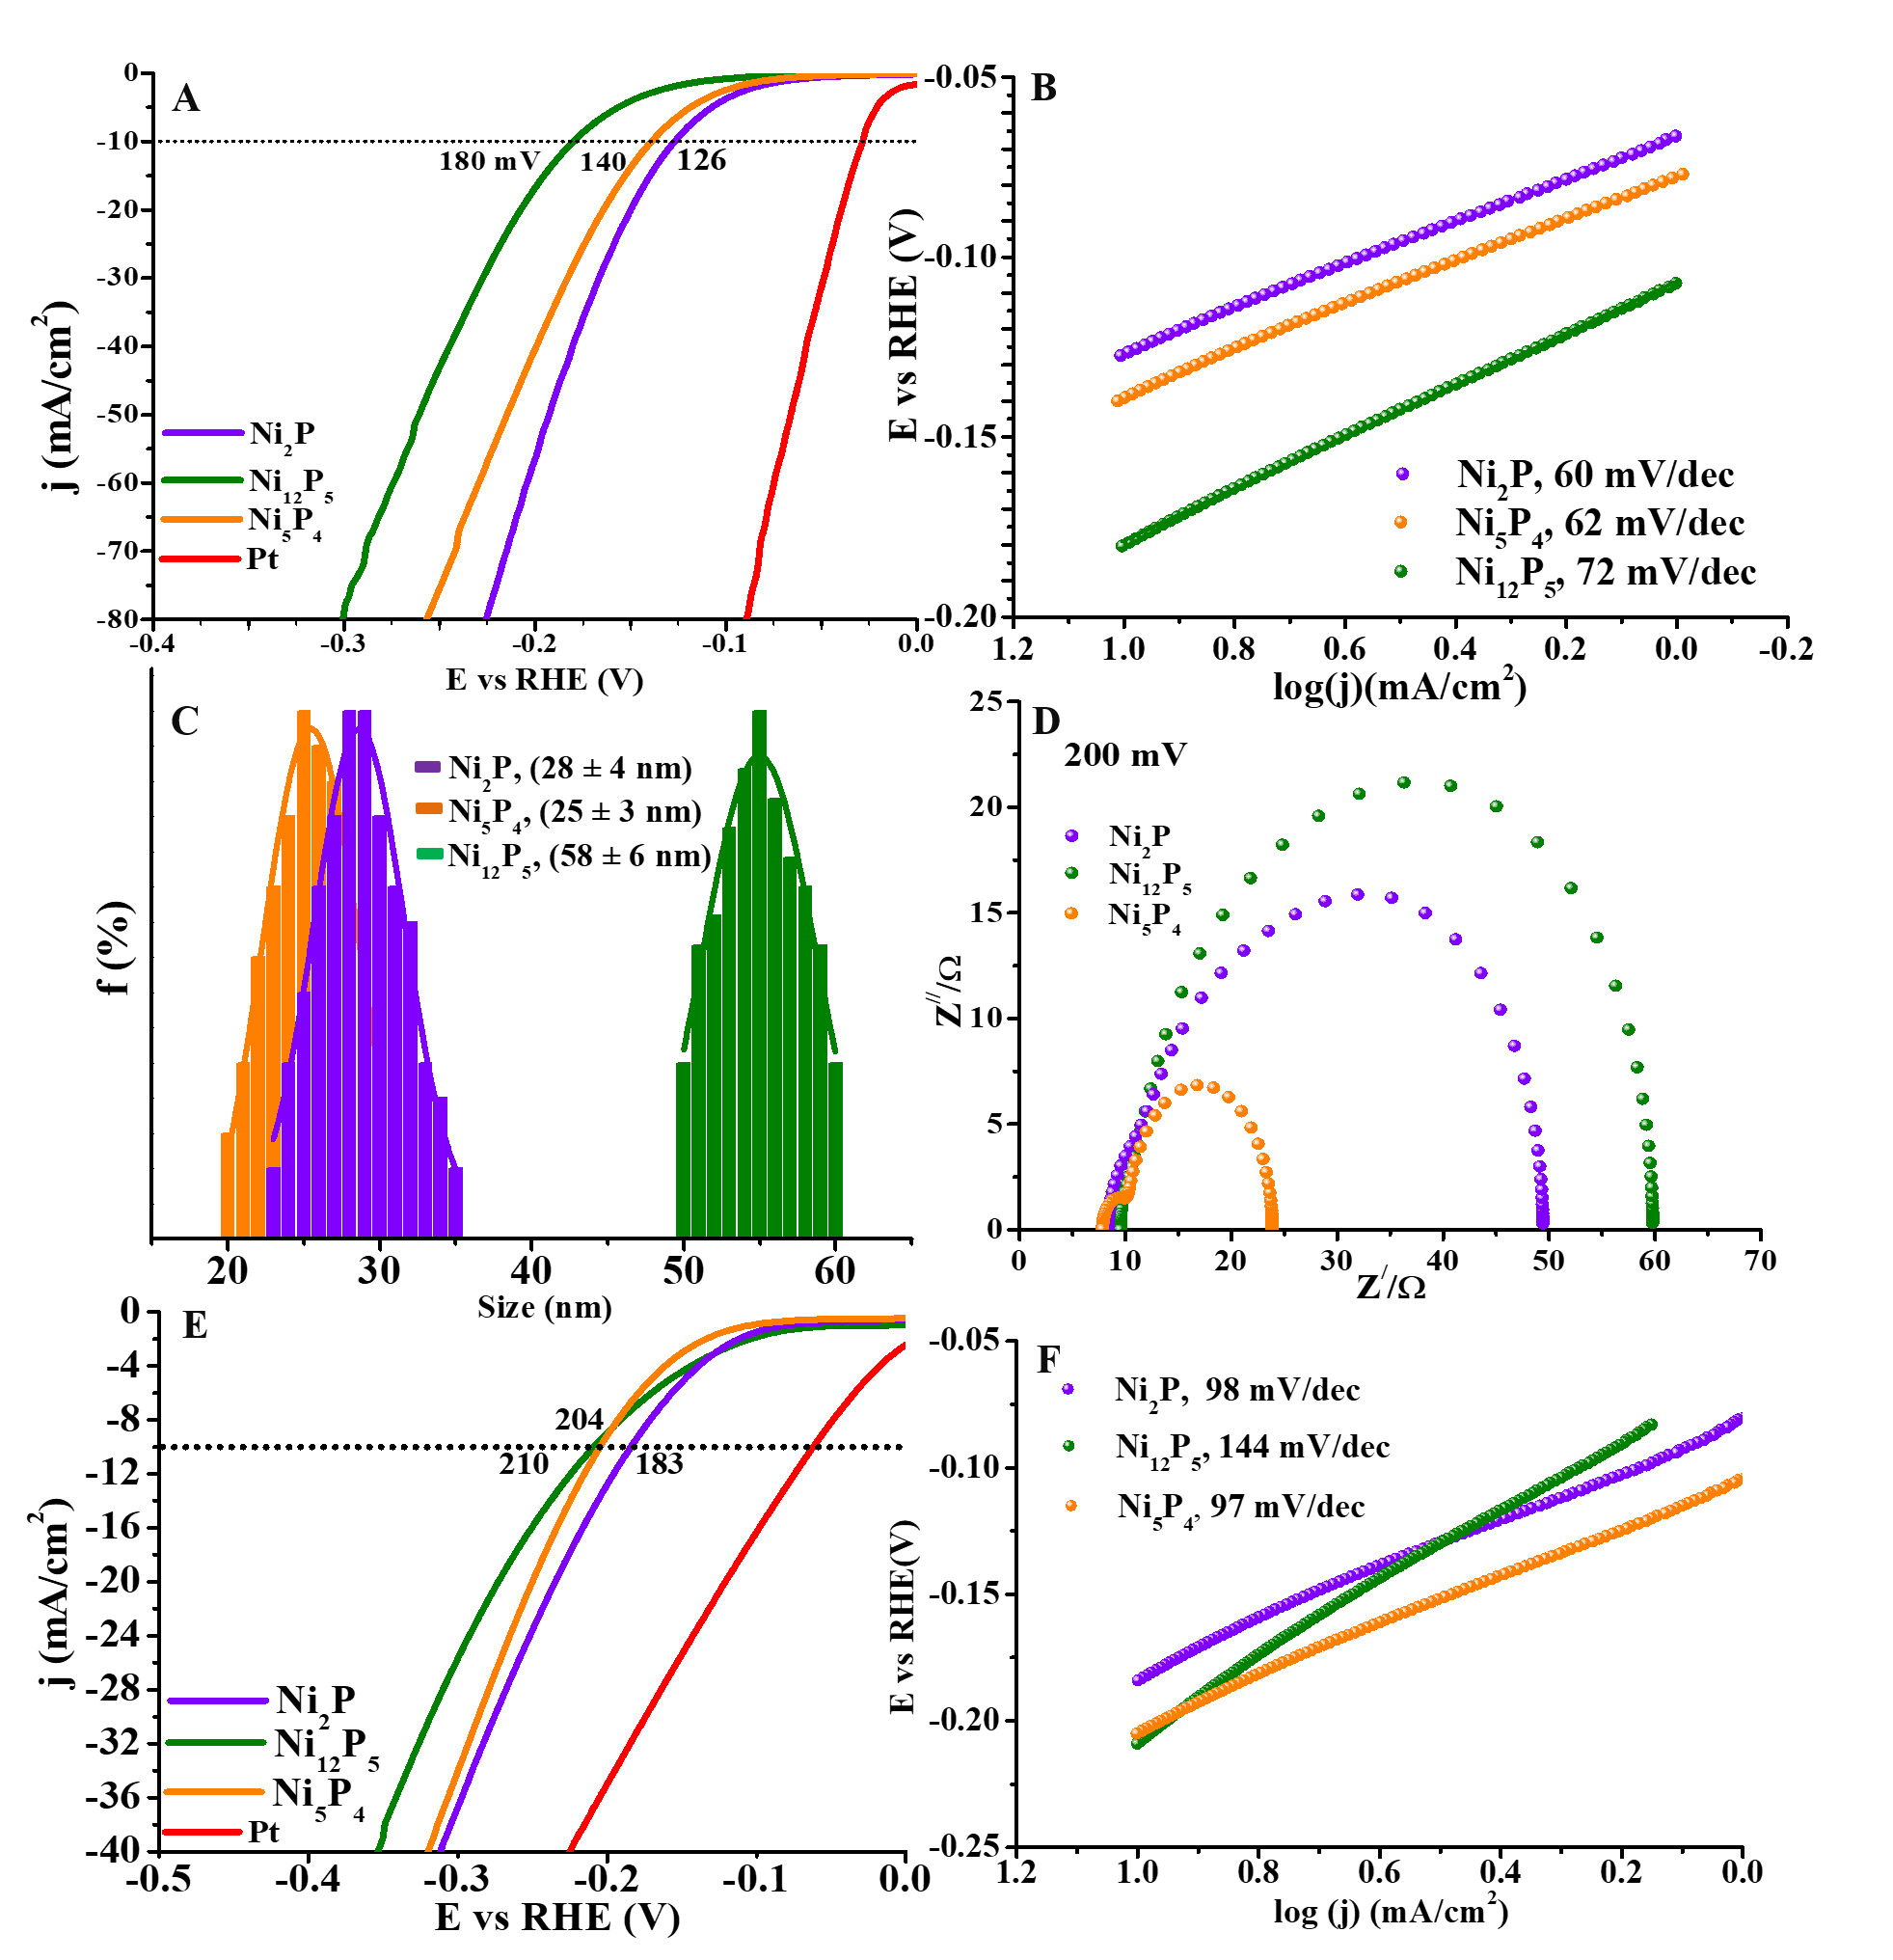 A
0
-10
-20
-30
-40
-50
-60
-70
-80
j (mA/cm²)
180 mV
140
126
Ni₂P
Ni₁₂P₅
Ni₅P₄
Pt
-0.4
-0.3
-0.2
-0.1
0.0
E vs RHE (V)
B
-0.05
-0.10
-0.15
-0.20
E vs RHE (V)
Ni₂P, 60 mV/dec
Ni₅P₄, 62 mV/dec
Ni₁₂P₅, 72 mV/dec
1.2
1.0
0.8
0.6
0.4
0.2
0.0
-0.2
log(j)(mA/cm²)
C
f (%)
Ni₂P, (28 ± 4 nm)
Ni₅P₄, (25 ± 3 nm)
Ni₁₂P₅, (58 ± 6 nm)
20
30
40
50
60
Size (nm)
D
200 mV
25
20
15
10
5
0
Z//​/Ω
Ni₂P
Ni₁₂P₅
Ni₅P₄
0
10
20
30
40
50
60
70
Z//Ω
E
0
-4
-8
-12
-16
-20
-24
-28
-32
-36
-40
j (mA/cm²)
204
210
183
Ni₂P
Ni₁₂P₅
Ni₅P₄
Pt
-0.5
-0.4
-0.3
-0.2
-0.1
0.0
E vs RHE (V)
F
-0.05
-0.10
-0.15
-0.20
-0.25
E vs RHE(V)
Ni₂P, 98 mV/dec
Ni₁₂P₅, 144 mV/dec
Ni₅P₄, 97 mV/dec
1.2
1.0
0.8
0.6
0.4
0.2
0.0
log (j) (mA/cm²)